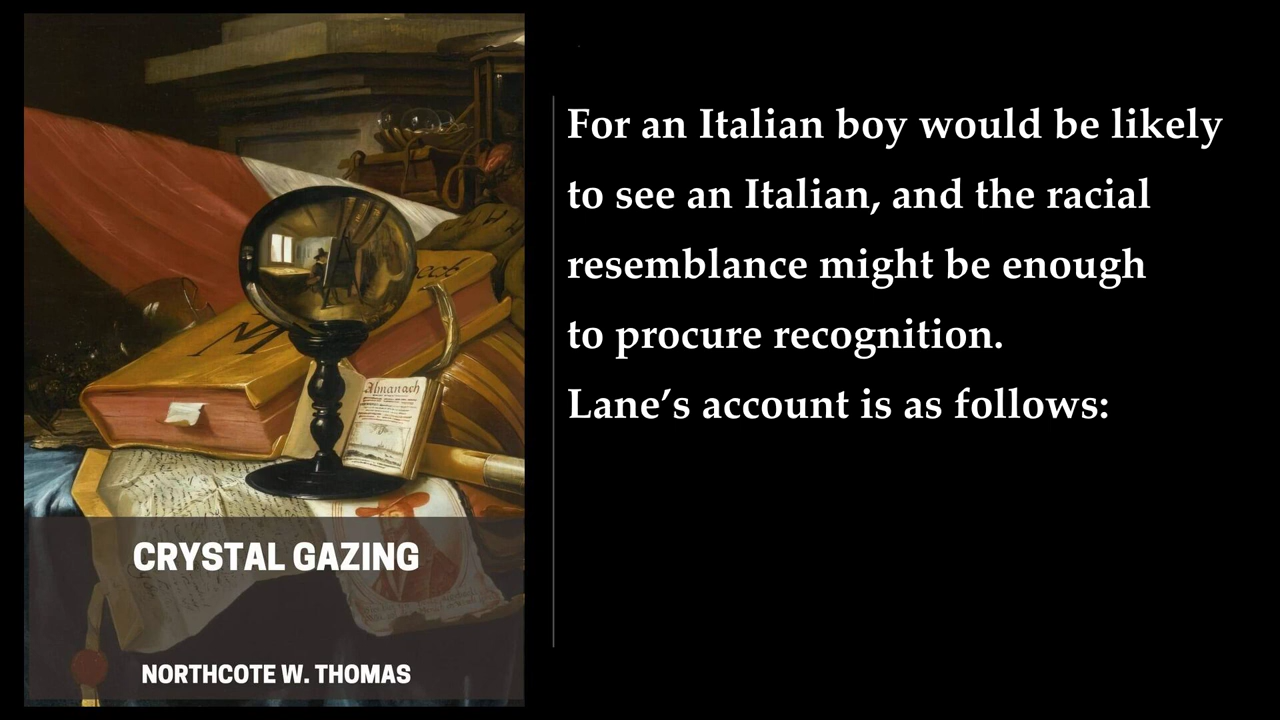 For an Italian boy would be likely
to see an Italian, and the racial
resemblance might be enough
to procure recognition.
Lane’s account is as follows:
Almanach
M
CRYSTAL GAZING
NORTHCOTE W. THOMAS